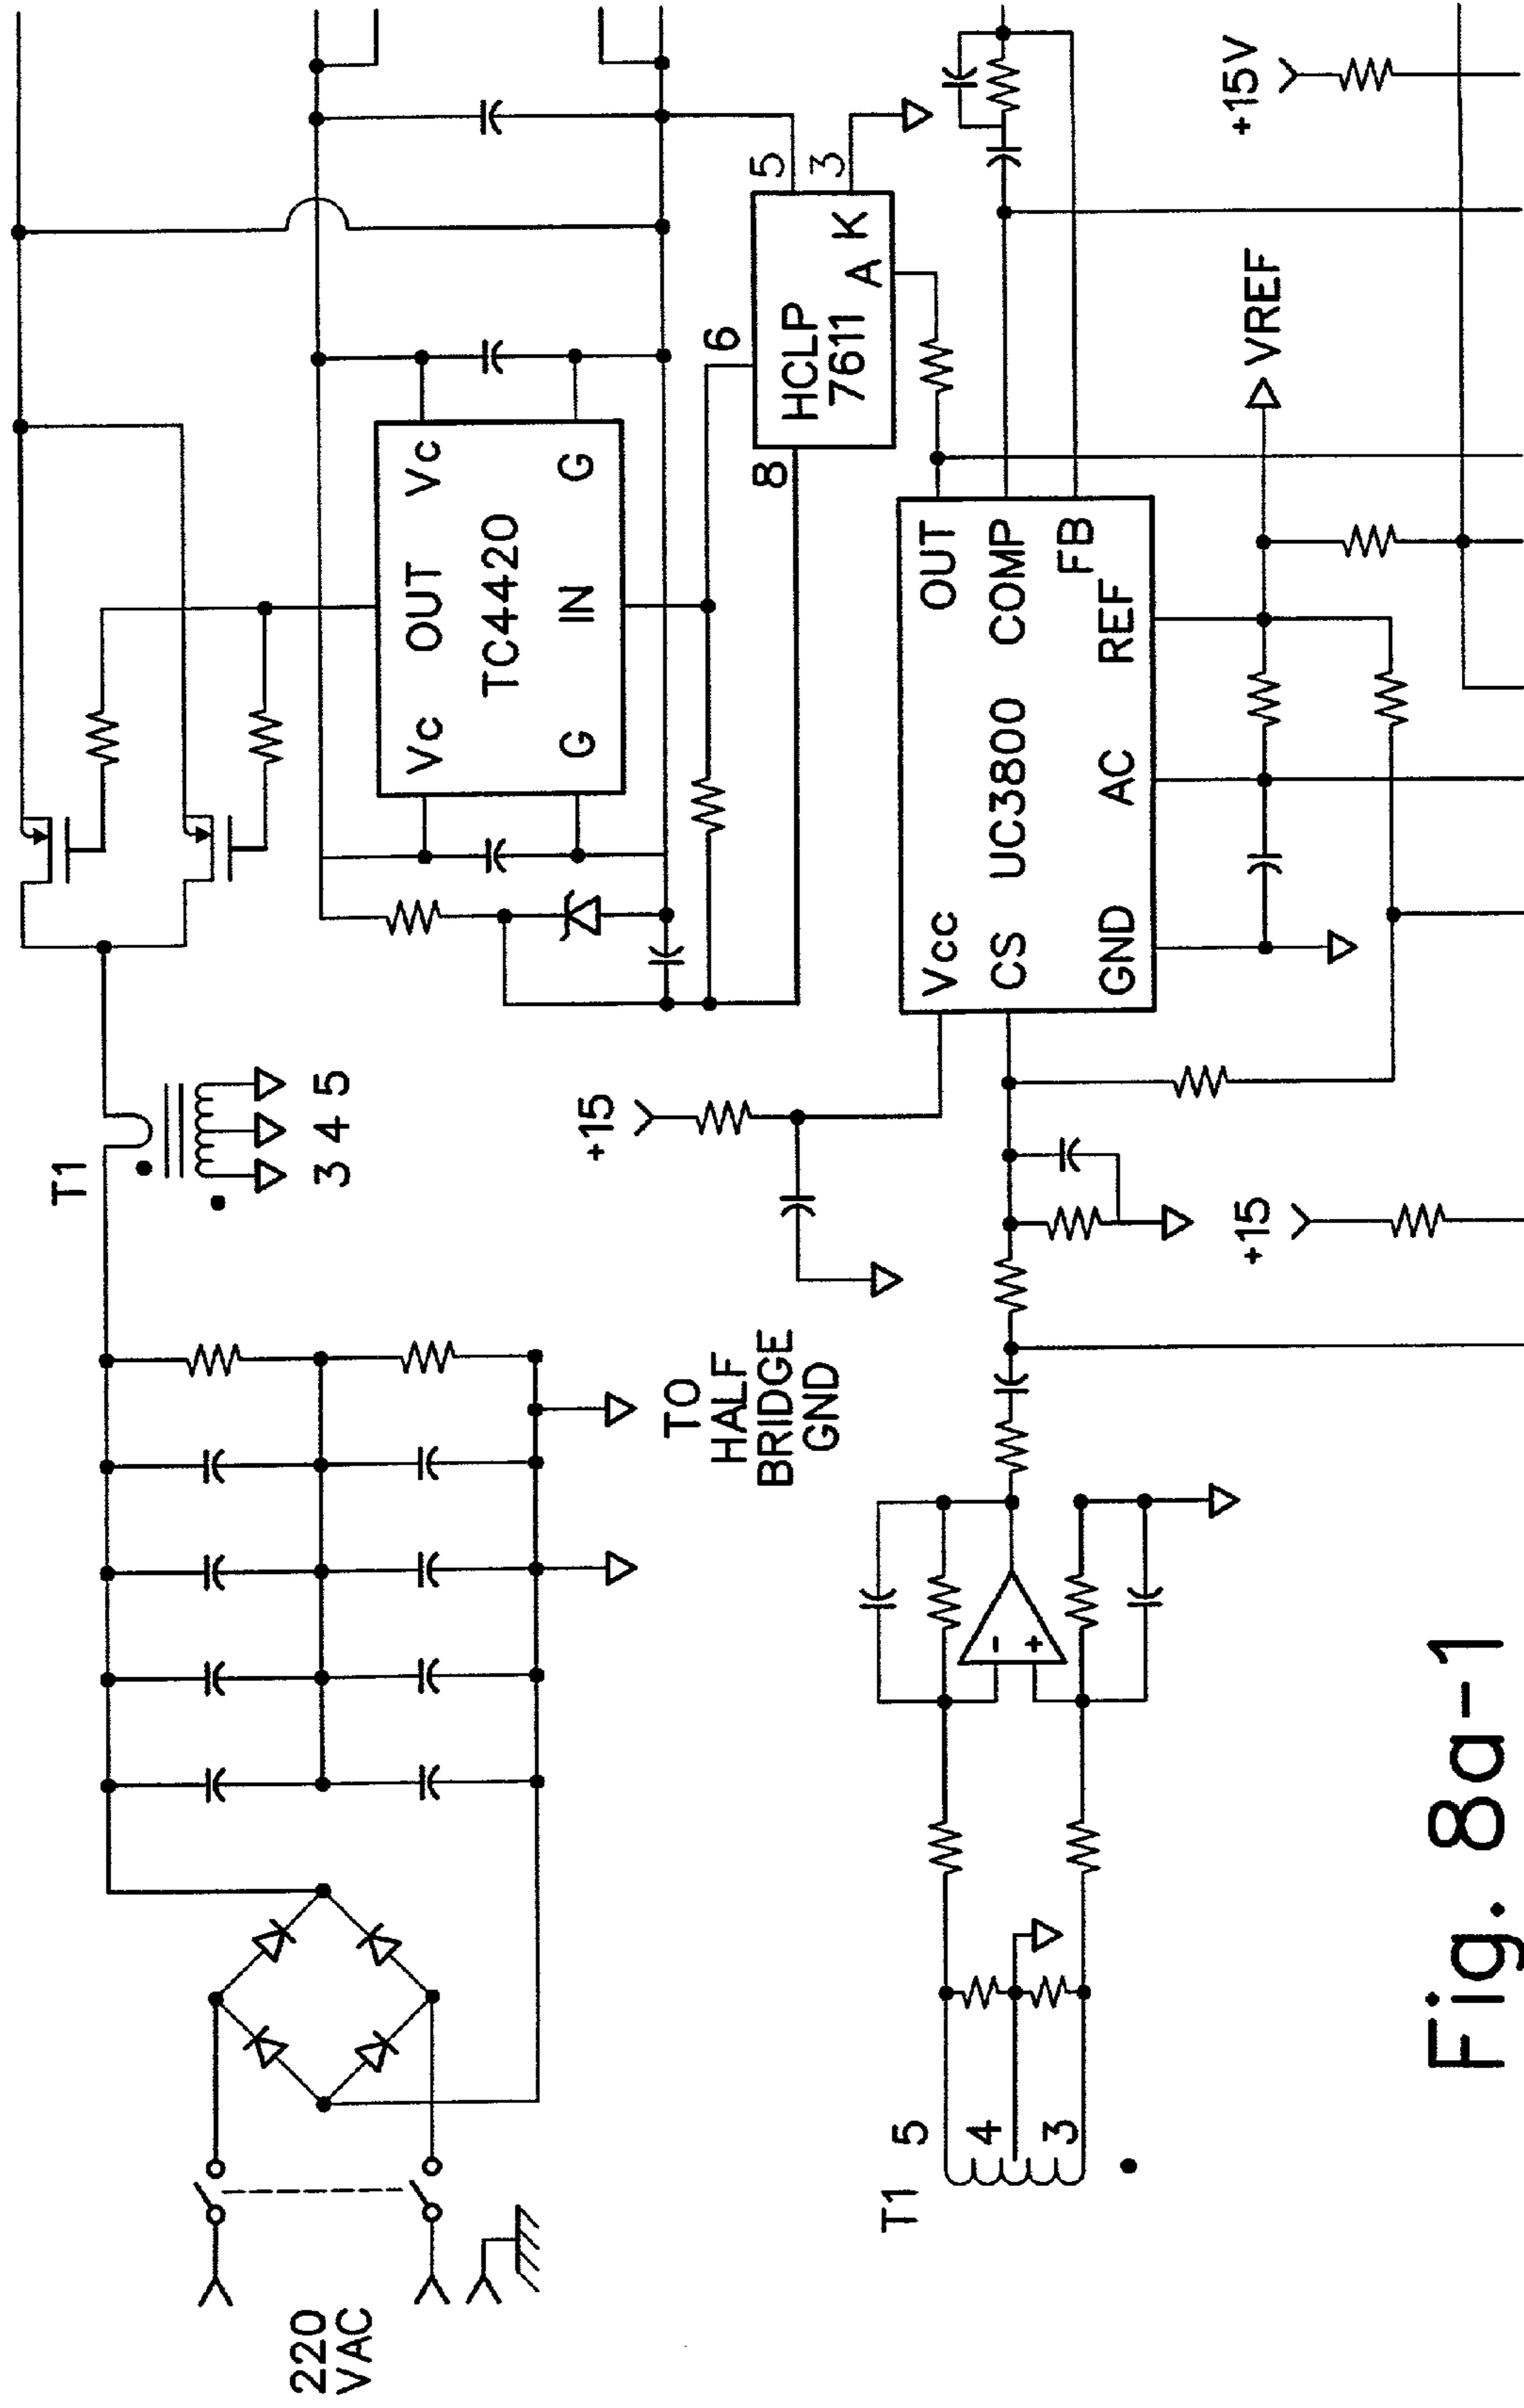 220
VAC
T1
3 4 5
TO
HALF
BRIDGE
GND
Vc OUT Vc
TC4420
G IN G
6
8
HCLP
7611
A K
5
3
+15
Vcc OUT
CS UC3800 COMP
FB
GND AC REF
VREF
+15V
+15
T1
5
4
3
-
+
Fig. 8a-1